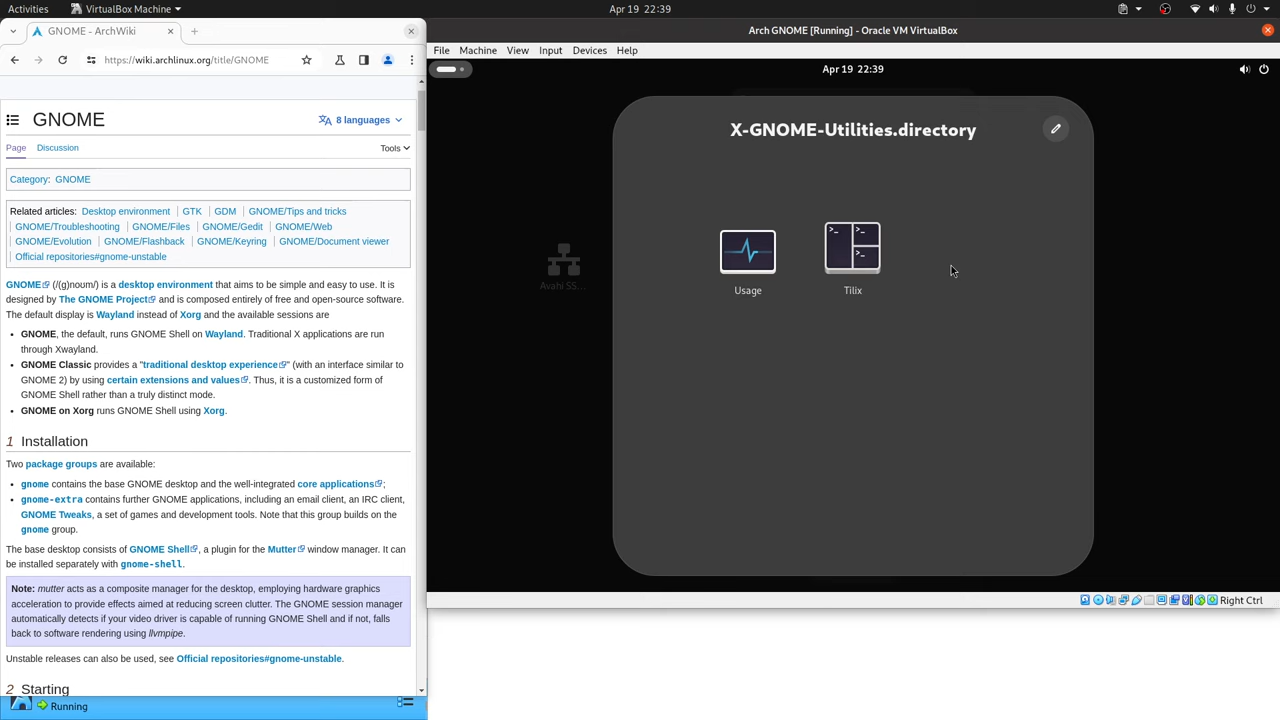 Activities
VirtualBox Machine
Apr 19 22:39
GNOME - ArchWiki
https://wiki.archlinux.org/title/GNOME
GNOME
8 languages
Page
Discussion
Tools
Category: GNOME
Related articles: Desktop environment | GTK | GDM | GNOME/Tips and tricks
| GNOME/Troubleshooting | GNOME/Files | GNOME/Gedit | GNOME/Web
| GNOME/Evolution | GNOME/Flashback | GNOME/Keyring | GNOME/Document viewer
| Official repositories#gnome-unstable
GNOME (/(g)noʊm/) is a desktop environment that aims to be simple and easy to use. It is
designed by The GNOME Project and is composed entirely of free and open-source software.
The default display is Wayland instead of Xorg and the available sessions are
• GNOME, the default, runs GNOME Shell on Wayland. Traditional X applications are run
through Xwayland.
• GNOME Classic provides a "traditional desktop experience" (with an interface similar to
GNOME 2) by using certain extensions and values. Thus, it is a customized form of
GNOME Shell rather than a truly distinct mode.
• GNOME on Xorg runs GNOME Shell using Xorg.
1 Installation
Two package groups are available:
• gnome contains the base GNOME desktop and the well-integrated core applications;
• gnome-extra contains further GNOME applications, including an email client, an IRC client,
GNOME Tweaks, a set of games and development tools. Note that this group builds on the
gnome group.
The base desktop consists of GNOME Shell, a plugin for the Mutter window manager. It can
be installed separately with gnome-shell.
Note: mutter acts as a composite manager for the desktop, employing hardware graphics
acceleration to provide effects aimed at reducing screen clutter. The GNOME session manager
automatically detects if your video driver is capable of running GNOME Shell and if not, falls
back to software rendering using llvmpipe.
Unstable releases can also be used, see Official repositories#gnome-unstable.
2 Starting
Running
Arch GNOME [Running] - Oracle VM VirtualBox
File Machine View Input Devices Help
Apr 19 22:39
X-GNOME-Utilities.directory
Avahi SS...
>_ >_
>_
Usage
Tilix
Right Ctrl